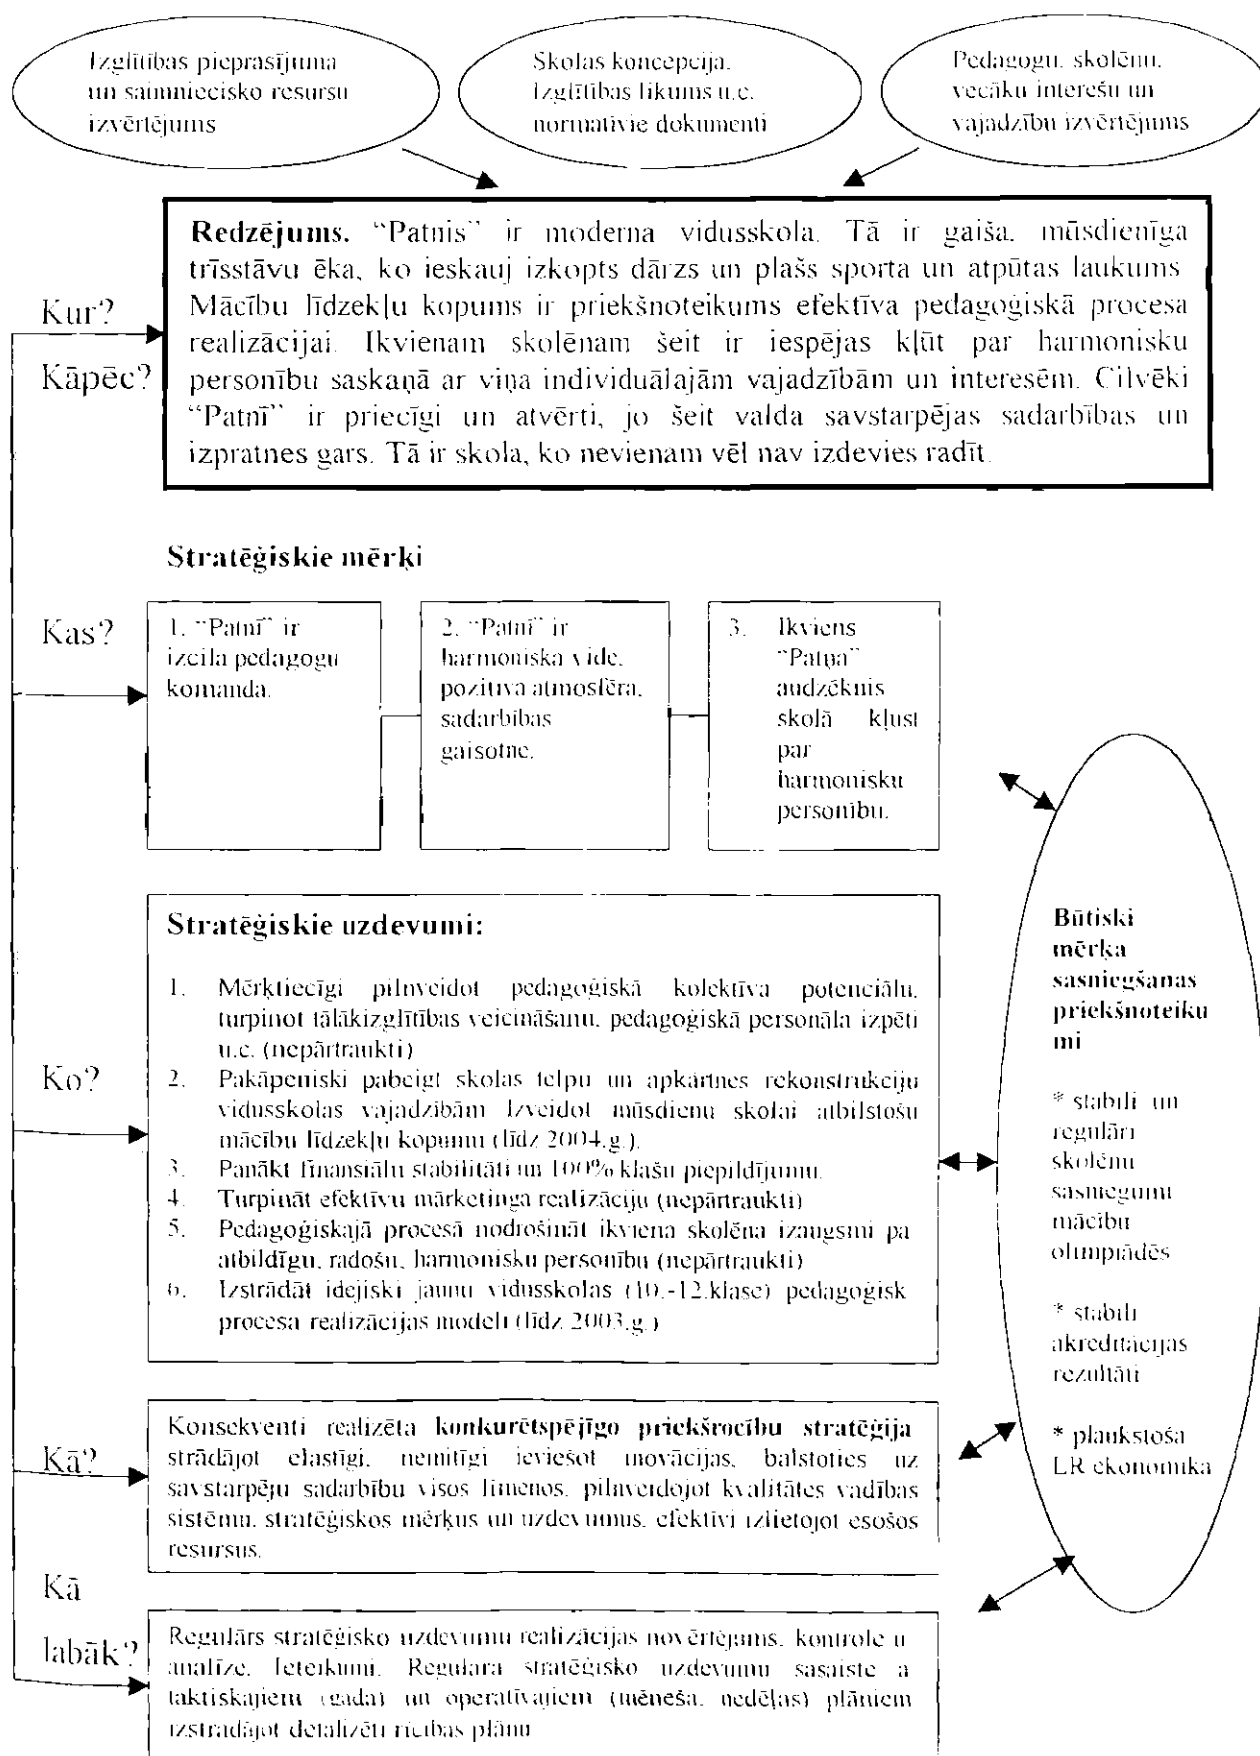 Izglītības pieprasījuma
un saimniecisko resursu
izvērtējums
Skolas koncepcija.
Izglītības likums u.c.
normatīvie dokumenti
Pedagogu, skolēnu,
vecāku interešu un
vajadzību izvērtējums
Redzējums. “Patnis” ir moderna vidusskola. Tā ir gaiša, mūsdienīga
trīsstāvu ēka, ko ieskauj izkopts dārzs un plašs sporta un atpūtas laukums
Mācību līdzekļu kopums ir priekšnoteikums efektīva pedagoģiskā procesa
realizācijai. Ikvienam skolēnam šeit ir iespējas kļūt par harmonisku
personību saskaņā ar viņa individuālajām vajadzībām un interesēm. Cilvēki
“Patnī” ir priecīgi un atvērti, jo šeit valda savstarpējas sadarbības un
izpratnes gars. Tā ir skola, ko nevienam vēl nav izdevies radīt.
Kur?
Kāpēc?
Stratēģiskie mērķi
Kas?
1. “Patnī” ir
izcila pedagogu
komanda.
2. “Patnī” ir
harmoniska vide,
pozitīva atmosfēra,
sadarbības
gaisotne.
3. Ikviens
“Patņa”
audzēknis
skolā kļust
par
harmonisku
personību.
Stratēģiskie uzdevumi:
1. Mērķtiecīgi pilnveidot pedagoģiskā kolektīva potenciālu,
turpinot tālākizglītības veicināšanu, pedagoģiskā personāla izpēti
u.c. (nepārtraukti)
2. Pakāpeniski pabeigt skolas telpu un apkārtnes rekonstrukciju
vidusskolas vajadzībām Izveidot mūsdienu skolai atbilstošu
mācību līdzekļu kopumu (līdz 2004.g.).
3. Panākt finansiālu stabilitāti un 100% klašu piepildījumu.
4. Turpināt efektīvu mārketinga realizāciju (nepārtraukti)
5. Pedagoģiskajā procesā nodrošināt ikviena skolēna izaugsmi pa
atbildīgu, radošu, harmonisku personību (nepārtraukti)
6. Izstrādāt idejiski jaunu vidusskolas (10.-12.klase) pedagoģisk
procesa realizācijas modeli (līdz 2003.g.)
Ko?
Kā?
Konsekventi realizēta konkurētspējīgo priekšrocību stratēģija
strādājot elastīgi, nemitīgi ieviešot inovācijas, balstoties uz
savstarpēju sadarbību visos līmeņos, pilnveidojot kvalitātes vadības
sistēmu, stratēģiskos mērķus un uzdevumus, efektīvi izlietojot esošos
resursus.
Kā
labāk?
Regulārs stratēģisko uzdevumu realizācijas novērtējums, kontrole u
analīze. Ieteikumi. Regulāra stratēģisko uzdevumu sasaiste a
taktiskajiem (gada) un operatīvajiem (mēneša, nedēļas) plāniem
izstrādājot detalizēti rīcības plānu
Būtiski
mērķa
sasniegšanas
priekšnoteiku
mi
* stabili un
regulāri
skolēnu
sasniegumi
mācību
olimpiādēs
* stabili
akreditācijas
rezultāti
* plaukstoša
LR ekonomika